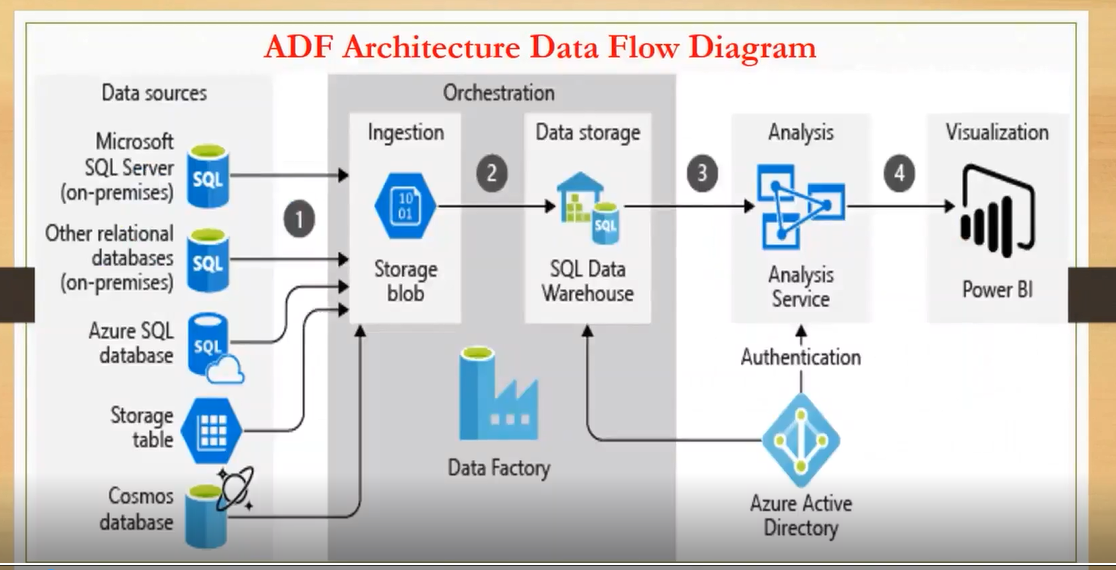 ADF Architecture Data Flow Diagram
Data sources
Microsoft
SQL Server
(on-premises)
SQL
Other relational
databases
(on-premises)
SQL
Azure SQL
database
SQL
Storage
table
Cosmos
database
1
Orchestration
Ingestion
10
01
Storage
blob
2
Data storage
SQL
SQL Data
Warehouse
Data Factory
3
Analysis
Analysis
Service
Authentication
Azure Active
Directory
4
Visualization
Power BI